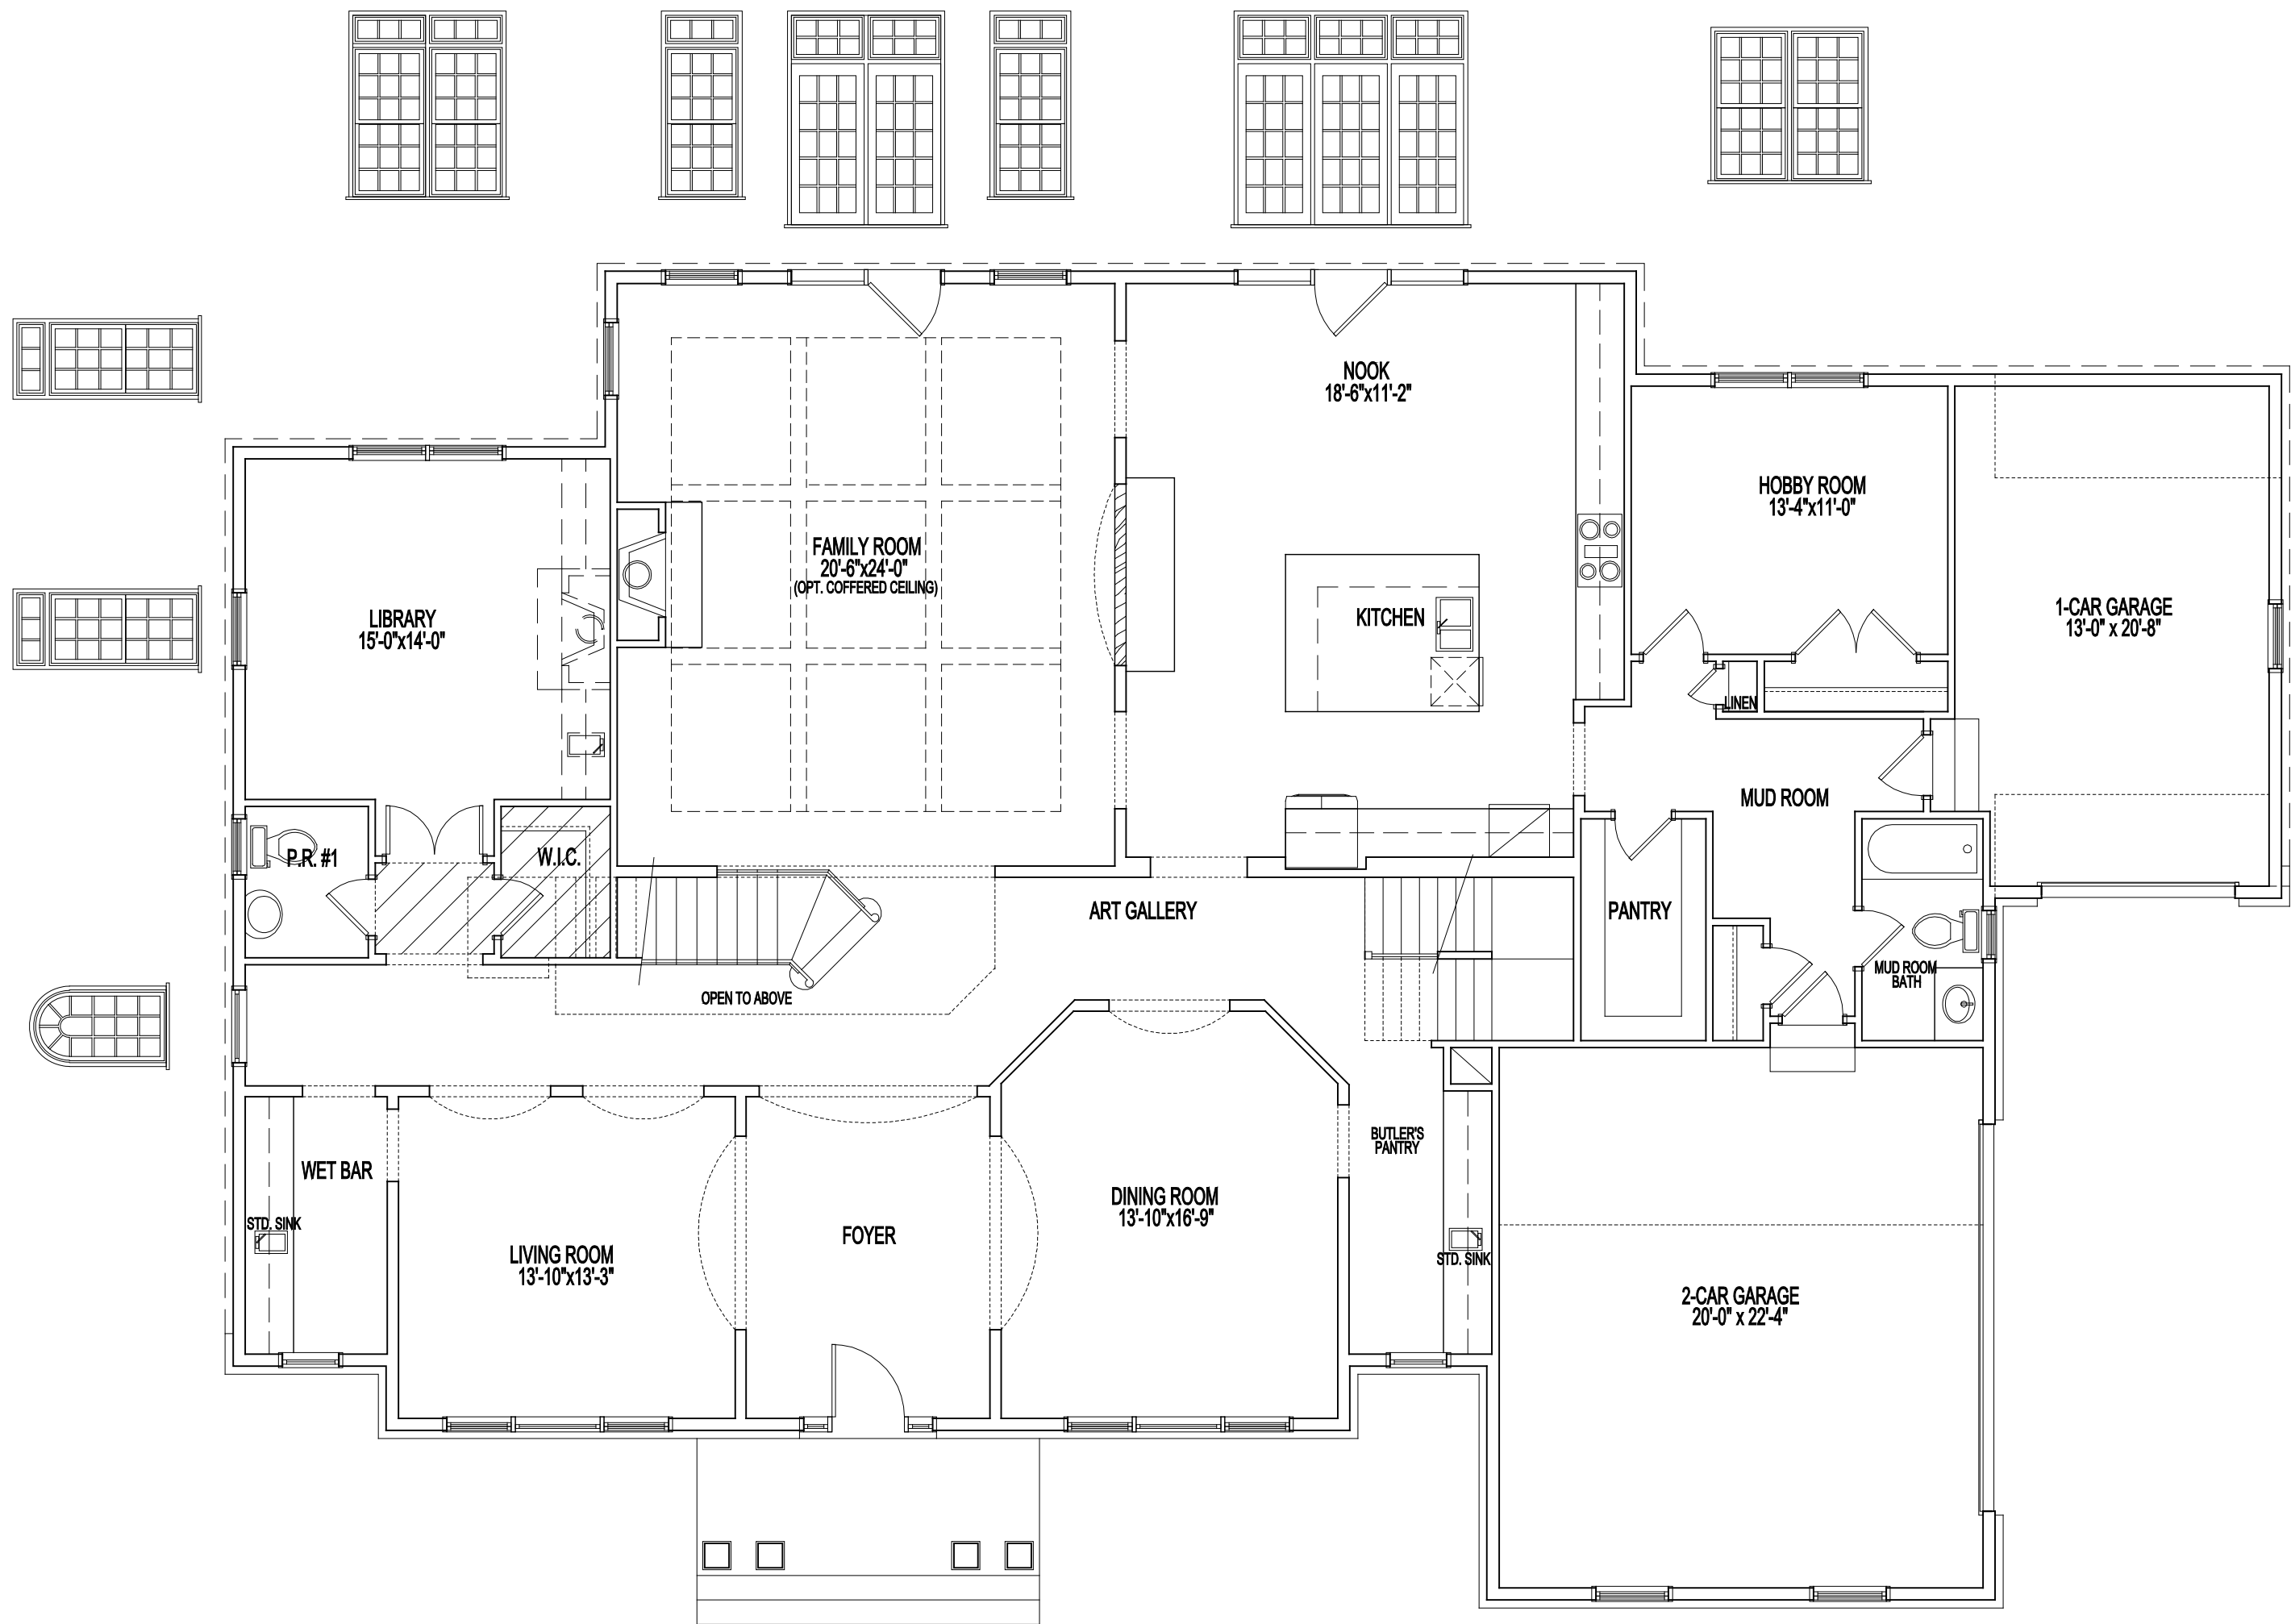 NOOK
18'-6"x11'-2"
HOBBY ROOM
13'-4"x11'-0"
FAMILY ROOM
20'-6"x24'-0"
(OPT. COFFERED CEILING)
LIBRARY
15'-0"x14'-0"
KITCHEN
1-CAR GARAGE
13'-0" x 20'-8"
LINEN
MUD ROOM
P.R. #1
W.I.C.
ART GALLERY
PANTRY
MUD ROOM
BATH
OPEN TO ABOVE
BUTLER'S
PANTRY
WET BAR
STD. SINK
DINING ROOM
13'-10"x16'-9"
FOYER
LIVING ROOM
13'-10"x13'-3"
STD. SINK
2-CAR GARAGE
20'-0" x 22'-4"